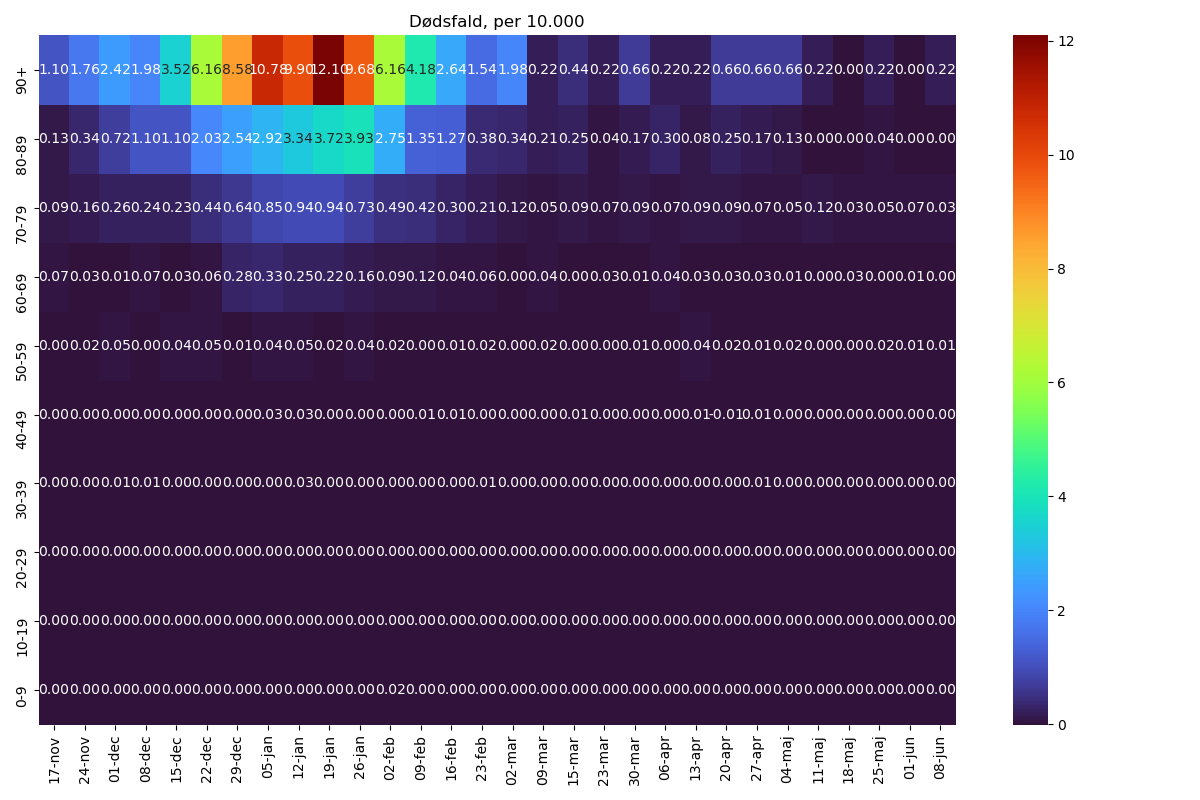 Dødsfald, per 10.000
90+ 1.10 1.76 2.42 1.98 3.52 6.16 8.58 10.78 9.90 12.10 9.68 6.16 4.18 2.64 1.54 1.98 0.22 0.44 0.22 0.66 0.22 0.22 0.66 0.66 0.66 0.22 0.00 0.22 0.00 0.22
80-89 0.13 0.34 0.72 1.10 1.10 2.03 2.54 2.92 3.34 3.72 3.93 2.75 1.35 1.27 0.38 0.34 0.21 0.25 0.04 0.17 0.30 0.08 0.25 0.17 0.13 0.00 0.00 0.04 0.00 0.00
70-79 0.09 0.16 0.26 0.24 0.23 0.44 0.64 0.85 0.94 0.94 0.73 0.49 0.42 0.30 0.21 0.12 0.05 0.09 0.07 0.09 0.07 0.09 0.09 0.07 0.05 0.12 0.03 0.05 0.07 0.03
60-69 0.07 0.03 0.01 0.07 0.03 0.06 0.28 0.33 0.25 0.22 0.16 0.09 0.12 0.04 0.06 0.00 0.04 0.00 0.03 0.01 0.04 0.03 0.03 0.03 0.01 0.00 0.03 0.00 0.01 0.00
50-59 0.00 0.02 0.05 0.00 0.04 0.05 0.01 0.04 0.05 0.02 0.04 0.02 0.00 0.01 0.02 0.00 0.02 0.00 0.00 0.01 0.00 0.04 0.02 0.01 0.02 0.00 0.00 0.02 0.01 0.01
40-49 0.00 0.00 0.00 0.00 0.00 0.00 0.00 0.03 0.03 0.00 0.00 0.00 0.01 0.01 0.00 0.00 0.00 0.01 0.00 0.00 0.00 0.01 -0.01 0.01 0.00 0.00 0.00 0.00 0.00 0.00
30-39 0.00 0.00 0.01 0.01 0.00 0.00 0.00 0.00 0.03 0.00 0.00 0.00 0.00 0.00 0.01 0.00 0.00 0.00 0.00 0.00 0.00 0.00 0.00 0.01 0.00 0.00 0.00 0.00 0.00 0.00
20-29 0.00 0.00 0.00 0.00 0.00 0.00 0.00 0.00 0.00 0.00 0.00 0.00 0.00 0.00 0.00 0.00 0.00 0.00 0.00 0.00 0.00 0.00 0.00 0.00 0.00 0.00 0.00 0.00 0.00 0.00
10-19 0.00 0.00 0.00 0.00 0.00 0.00 0.00 0.00 0.00 0.00 0.00 0.00 0.00 0.00 0.00 0.00 0.00 0.00 0.00 0.00 0.00 0.00 0.00 0.00 0.00 0.00 0.00 0.00 0.00 0.00
0-9 0.00 0.00 0.00 0.00 0.00 0.00 0.00 0.00 0.00 0.00 0.00 0.02 0.00 0.00 0.00 0.00 0.00 0.00 0.00 0.00 0.00 0.00 0.00 0.00 0.00 0.00 0.00 0.00 0.00 0.00
17-nov 24-nov 01-dec 08-dec 15-dec 22-dec 29-dec 05-jan 12-jan 19-jan 26-jan 02-feb 09-feb 16-feb 23-feb 02-mar 09-mar 15-mar 23-mar 30-mar 06-apr 13-apr 20-apr 27-apr 04-maj 11-maj 18-maj 25-maj 01-jun 08-jun
12
10
8
6
4
2
0